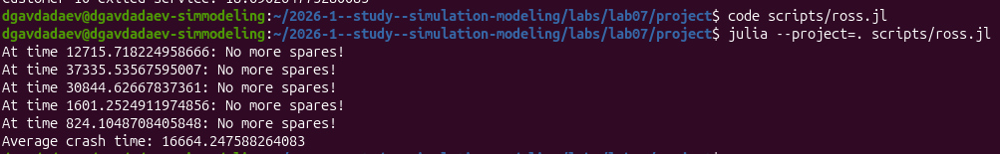 dgavdadaev@dgavdadaev-simmodeling:~/2026-1--study--simulation-modeling/labs/lab07/project$ code scripts/ross.jl
dgavdadaev@dgavdadaev-simmodeling:~/2026-1--study--simulation-modeling/labs/lab07/project$ julia --project=. scripts/ross.jl
At time 12715.718224958666: No more spares!
At time 37335.53567595007: No more spares!
At time 30844.62667837361: No more spares!
At time 1601.2524911974856: No more spares!
At time 824.1048708405848: No more spares!
Average crash time: 16664.247588264083